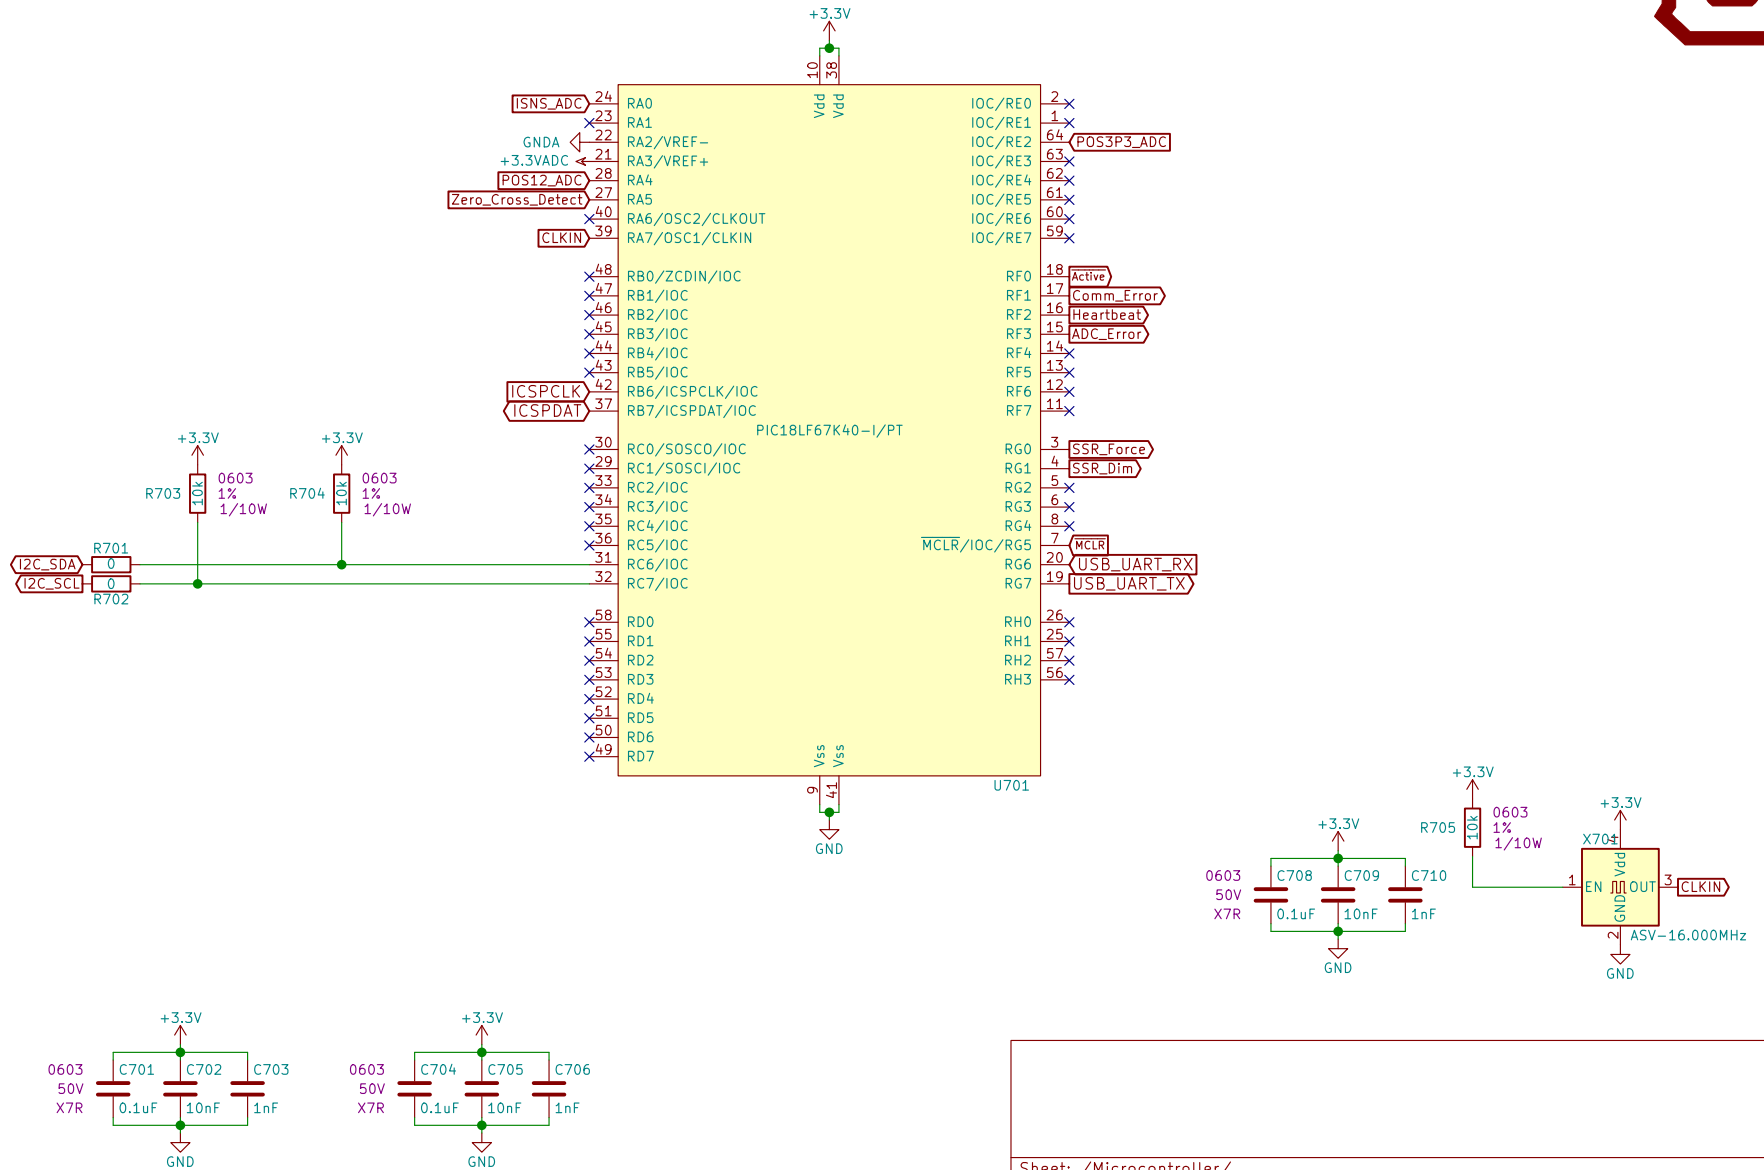 +3.3V
10
38
Vdd
Vdd
ISNS_ADC 24 RA0
23 RA1
GNDA 22 RA2/VREF-
+3.3VADC 21 RA3/VREF+
POS12_ADC 28 RA4
Zero_Cross_Detect 27 RA5
40 RA6/OSC2/CLKOUT
CLKIN 39 RA7/OSC1/CLKIN
48 RB0/ZCDIN/IOC
47 RB1/IOC
46 RB2/IOC
45 RB3/IOC
44 RB4/IOC
43 RB5/IOC
ICSPCLK 42 RB6/ICSPCLK/IOC
ICSPDAT 37 RB7/ICSPDAT/IOC
PIC18LF67K40-I/PT
30 RC0/SOSCO/IOC
29 RC1/SOSCI/IOC
33 RC2/IOC
34 RC3/IOC
35 RC4/IOC
36 RC5/IOC
31 RC6/IOC
32 RC7/IOC
58 RD0
55 RD1
54 RD2
53 RD3
52 RD4
51 RD5
50 RD6
49 RD7
IOC/RE0 2
IOC/RE1 1
IOC/RE2 64 POS3P3_ADC
IOC/RE3 63
IOC/RE4 62
IOC/RE5 61
IOC/RE6 60
IOC/RE7 59
RF0 18 Active
RF1 17 Comm_Error
RF2 16 Heartbeat
RF3 15 ADC_Error
RF4 14
RF5 13
RF6 12
RF7 11
RG0 3 SSR_Force
RG1 4 SSR_Dim
RG2 5
RG3 6
RG4 8
MCLR/IOC/RG5 7 MCLR
RG6 20 USB_UART_RX
RG7 19 USB_UART_TX
RH0 26
RH1 25
RH2 57
RH3 56
Vss
Vss
9
41
U701
GND
+3.3V
R703
10k
0603
1%
1/10W
+3.3V
R704
10k
0603
1%
1/10W
R701
I2C_SDA 0
I2C_SCL 0
R702
+3.3V
0603
50V
X7R
C708
0.1uF
C709
10nF
C710
1nF
GND
+3.3V
R705
10k
0603
1%
1/10W
+3.3V
X701
4
Vdd
1 EN
OUT 3 CLKIN
GND
2
ASV-16.000MHz
GND
+3.3V
0603
50V
X7R
C701
0.1uF
C702
10nF
C703
1nF
GND
+3.3V
0603
50V
X7R
C704
0.1uF
C705
10nF
C706
1nF
GND
Sheet: /Microcontroller/